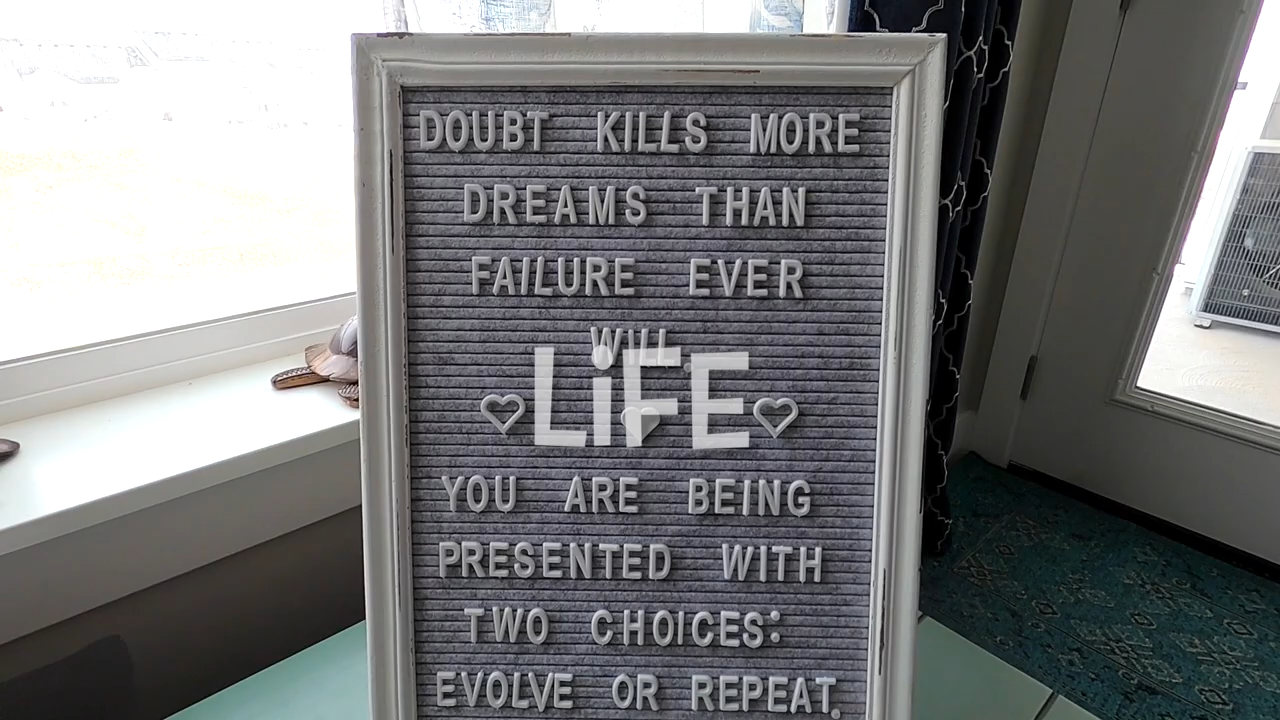 DOUBT KILLS MORE
DREAMS THAN
FAILURE EVER
WILL.
LiFE
YOU ARE BEING
PRESENTED WITH
TWO CHOICES:
EVOLVE OR REPEAT.